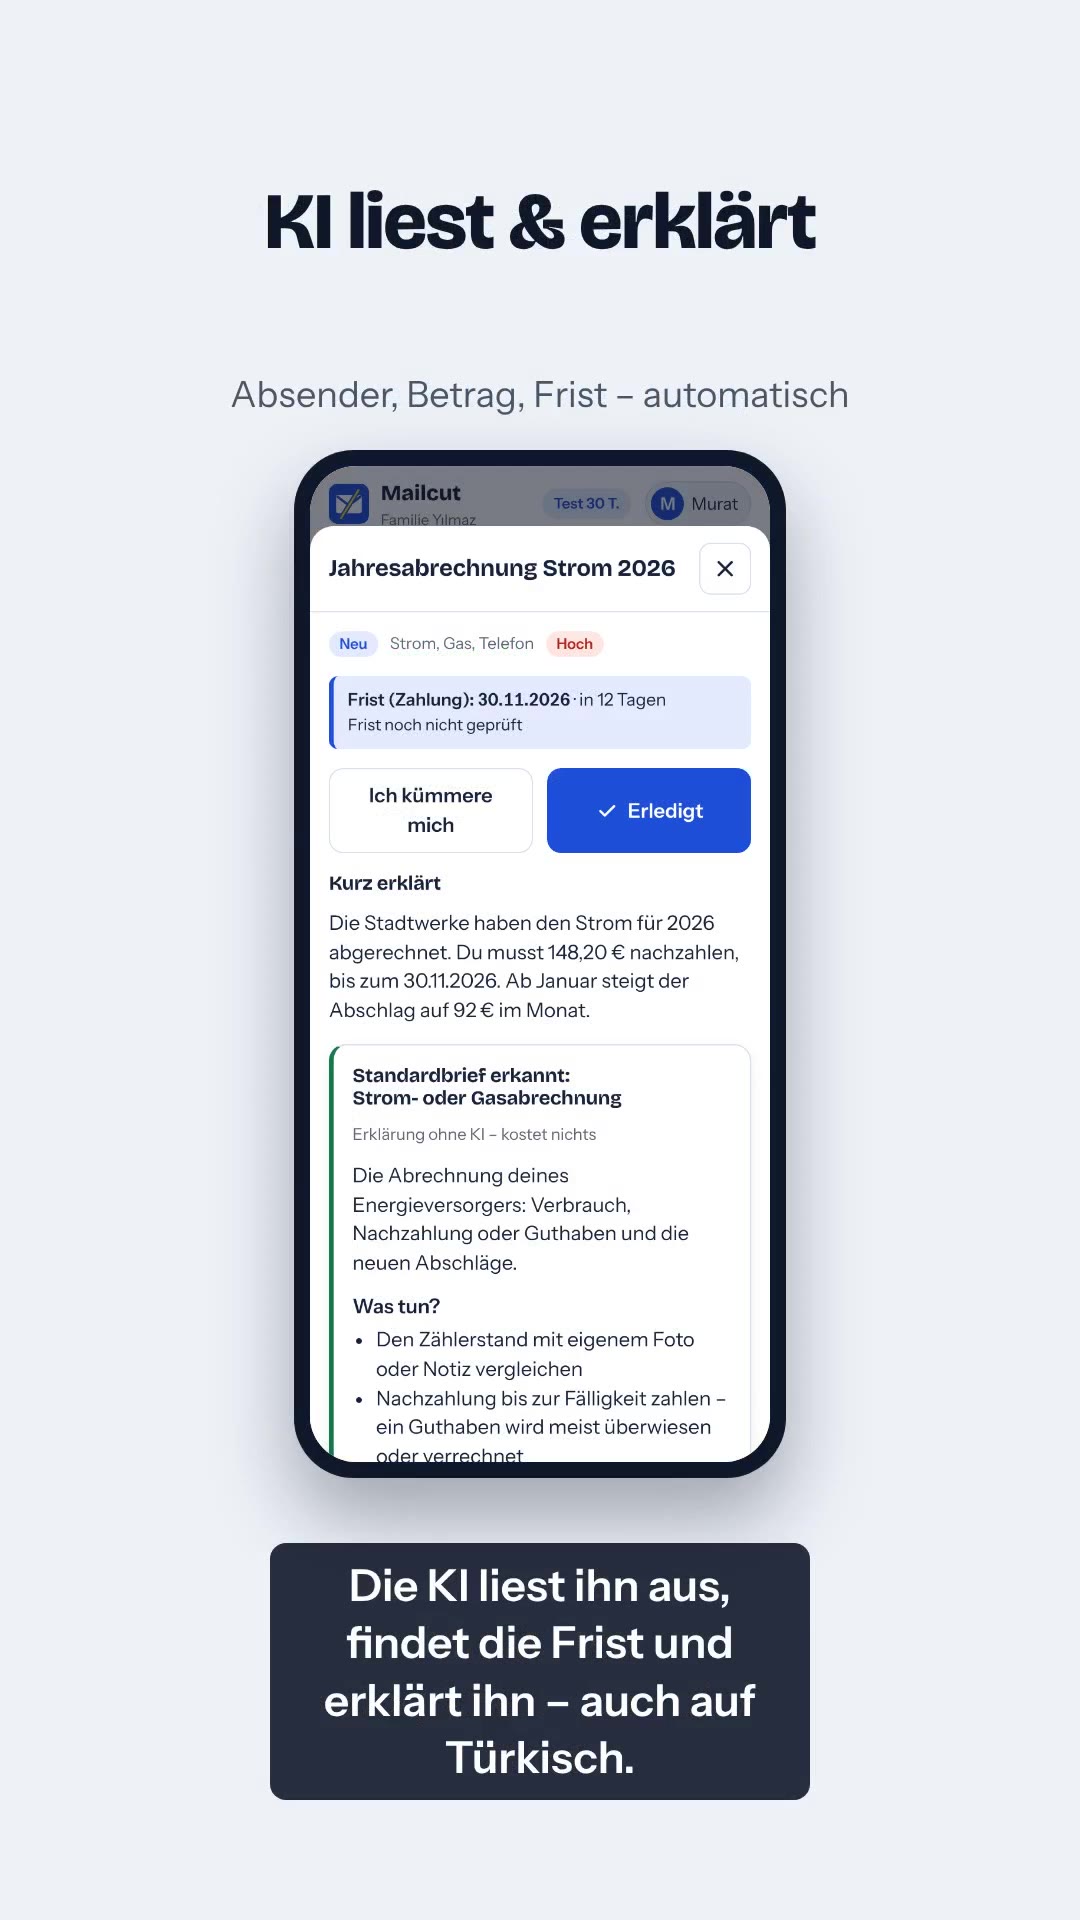 KI liest & erklärt
Absender, Betrag, Frist – automatisch
Mailcut
Familie Yılmaz
Test 30 T.
M
Murat
Jahresabrechnung Strom 2026
Neu
Strom, Gas, Telefon
Hoch
Frist (Zahlung): 30.11.2026 · in 12 Tagen
Frist noch nicht geprüft
Ich kümmere
mich
Erledigt
Kurz erklärt
Die Stadtwerke haben den Strom für 2026
abgerechnet. Du musst 148,20 € nachzahlen,
bis zum 30.11.2026. Ab Januar steigt der
Abschlag auf 92 € im Monat.
Standardbrief erkannt:
Strom- oder Gasabrechnung
Erklärung ohne KI – kostet nichts
Die Abrechnung deines
Energieversorgers: Verbrauch,
Nachzahlung oder Guthaben und die
neuen Abschläge.
Was tun?
• Den Zählerstand mit eigenem Foto
oder Notiz vergleichen
• Nachzahlung bis zur Fälligkeit zahlen –
ein Guthaben wird meist überwiesen
oder verrechnet
Die KI liest ihn aus,
findet die Frist und
erklärt ihn – auch auf
Türkisch.